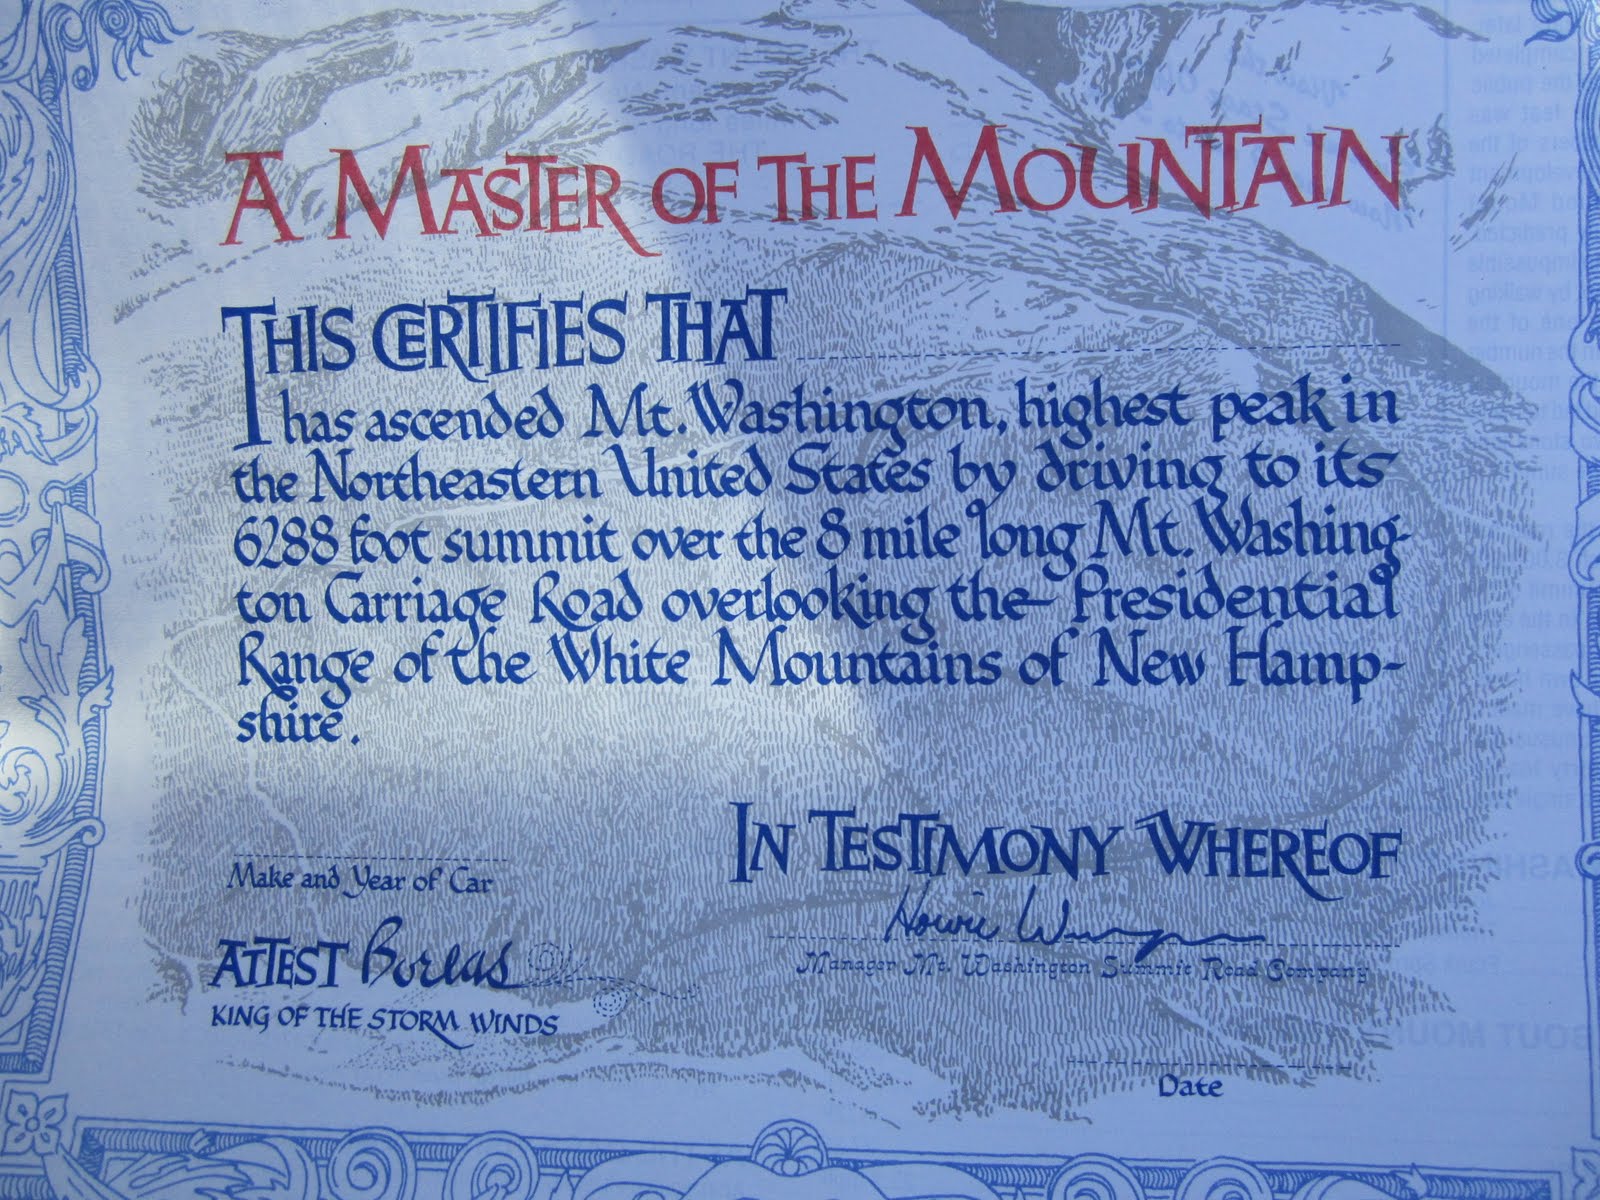 A MASTER OF THE MOUNTAIN
THIS CERTIFIES THAT
has ascended Mt. Washington, highest peak in
the Northeastern United States by driving to its
6288 foot summit over the 8 mile long Mt. Washing-
ton Carriage Road overlooking the Presidential
Range of the White Mountains of New Hamp-
shire.
IN TESTIMONY WHEREOF
Make and Year of Car
Howie W
Manager Mt. Washington Summit Road Company
ATTEST Boreas
KING OF THE STORM WINDS
Date